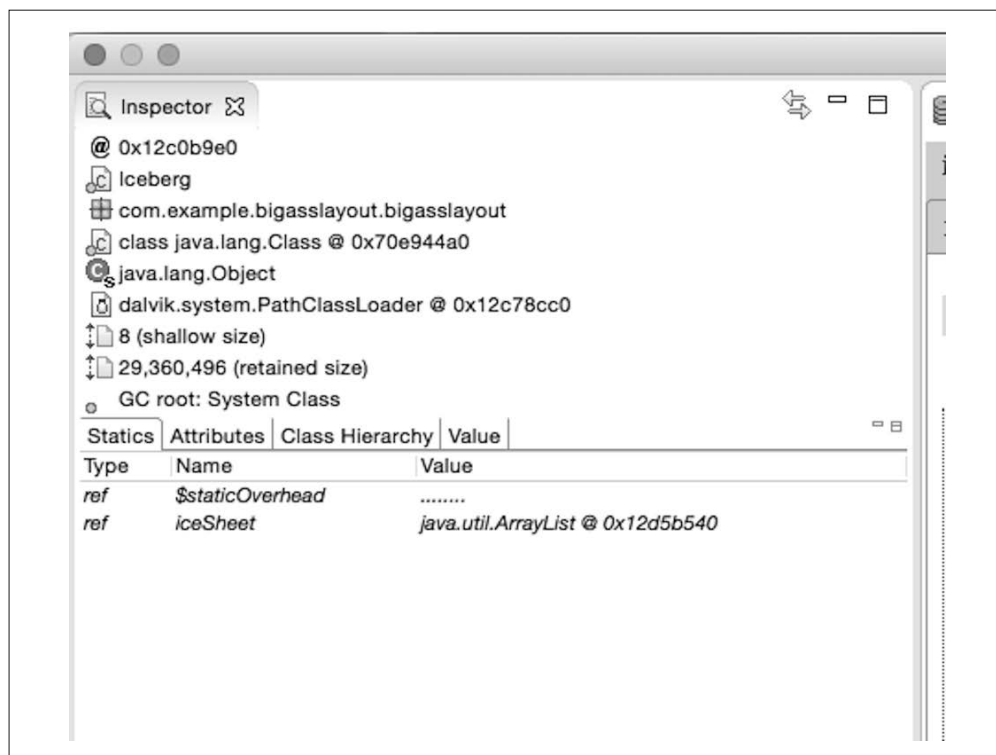 Inspector
@ 0x12c0b9e0
Iceberg
com.example.bigasslayout.bigasslayout
class java.lang.Class @ 0x70e944a0
java.lang.Object
dalvik.system.PathClassLoader @ 0x12c78cc0
8 (shallow size)
29,360,496 (retained size)
GC root: System Class
Statics Attributes Class Hierarchy Value
Type Name Value
ref $staticOverhead ........
ref iceSheet java.util.ArrayList @ 0x12d5b540